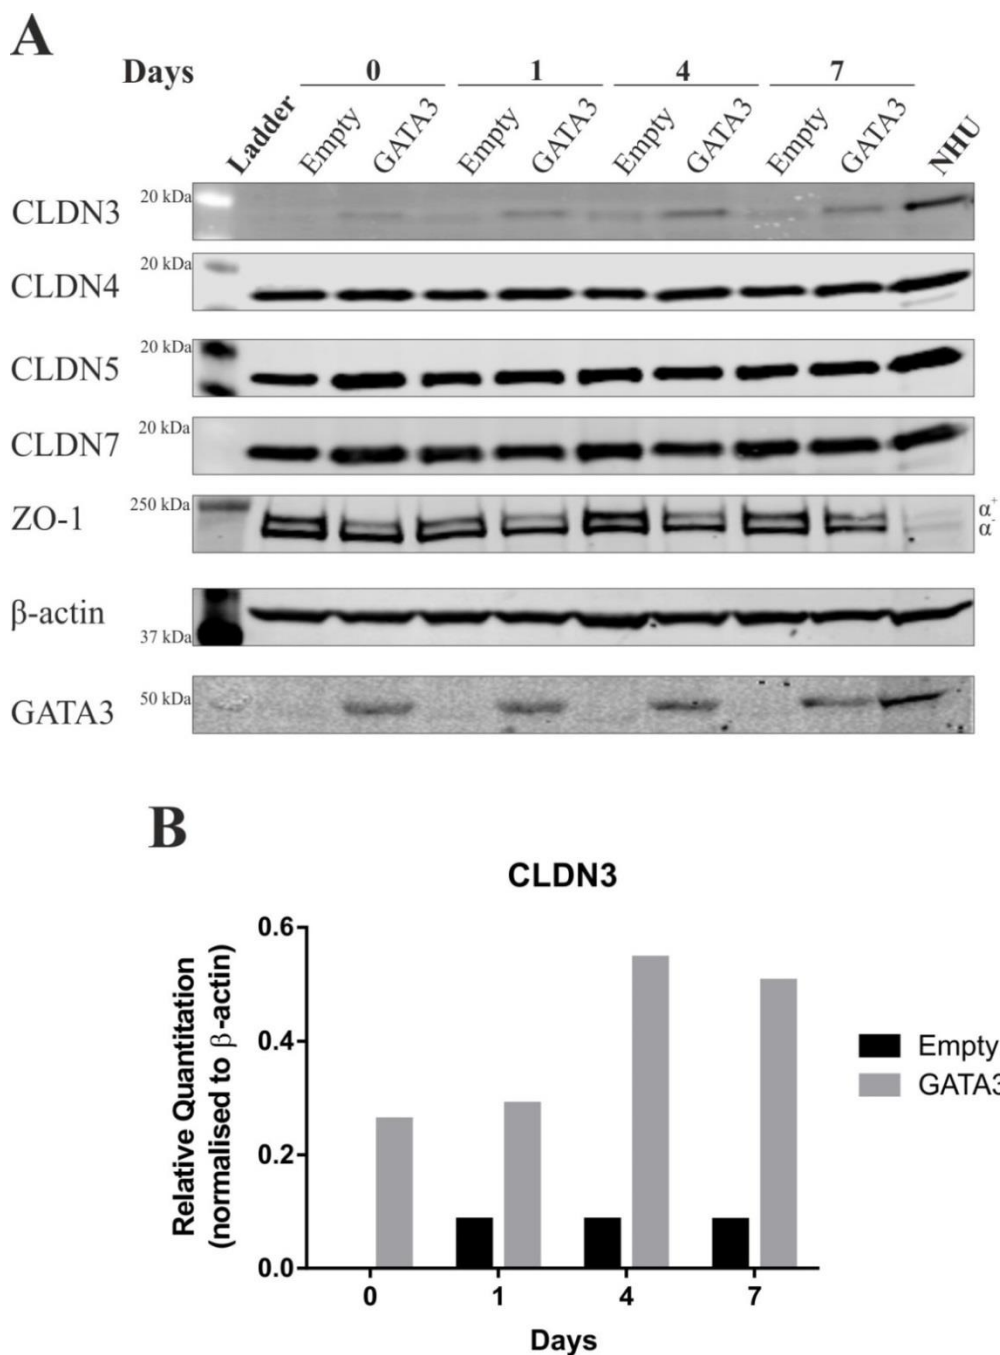 A
Days 0 1 4 7
Ladder Empty GATA3 Empty GATA3 Empty GATA3 Empty GATA3 NHU
CLDN3 20 kDa
CLDN4 20 kDa
CLDN5 20 kDa
CLDN7 20 kDa
ZO-1 250 kDa α⁺
α⁻
β-actin 37 kDa
GATA3 50 kDa
B
CLDN3
Relative Quantitation
(normalised to β-actin)
0.6
0.4
0.2
0.0
0 1 4 7
Days
Empty
GATA3